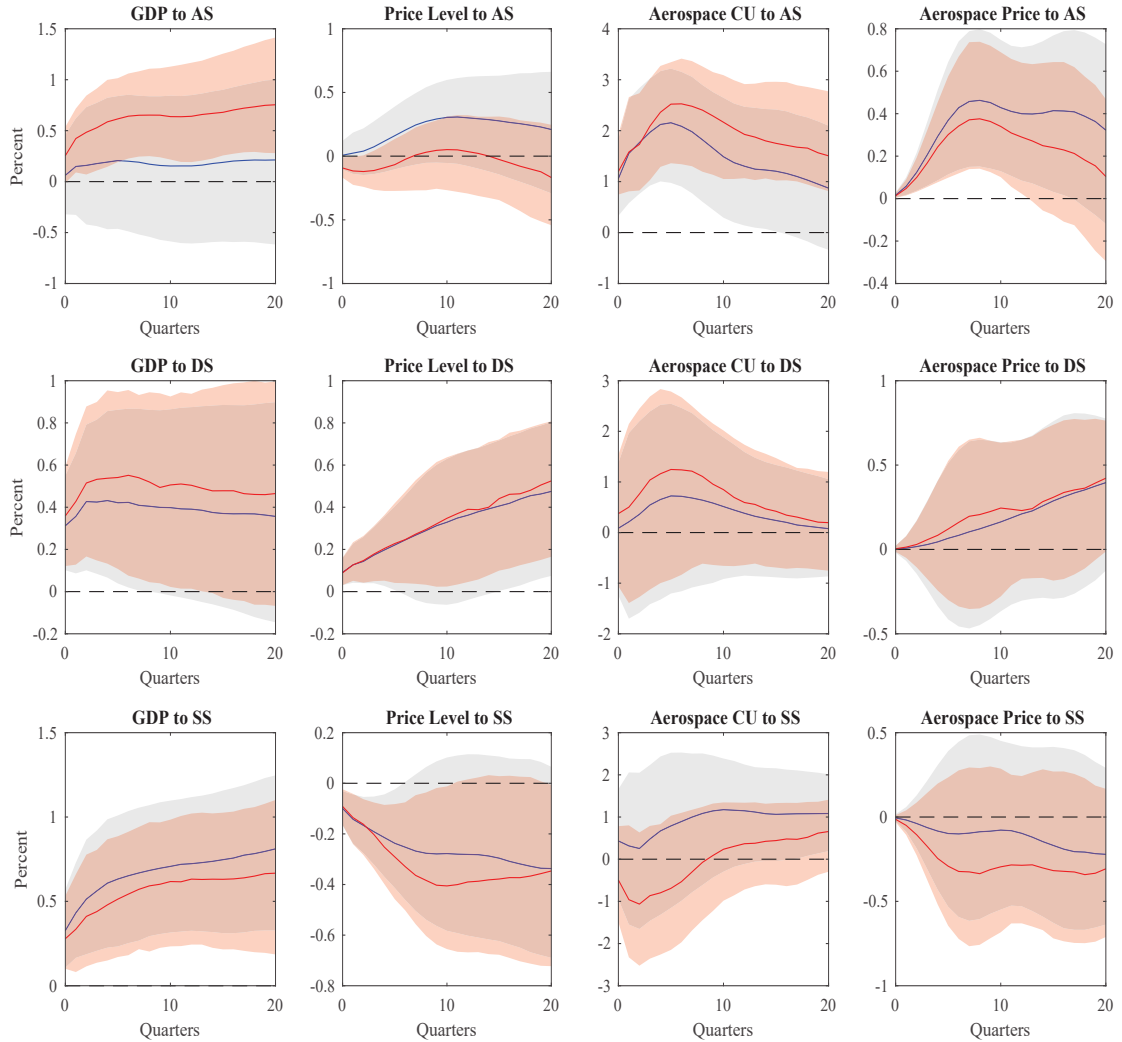 GDP to AS
Price Level to AS
Aerospace CU to AS
Aerospace Price to AS
Percent
1.5
1
0.5
0
-0.5
-1
0 10 20
Quarters
1
0.5
0
-0.5
-1
0 10 20
Quarters
4
3
2
1
0
-1
0 10 20
Quarters
0.8
0.6
0.4
0.2
0
-0.2
-0.4
0 10 20
Quarters
GDP to DS
Price Level to DS
Aerospace CU to DS
Aerospace Price to DS
Percent
1
0.8
0.6
0.4
0.2
0
-0.2
0 10 20
Quarters
1
0.8
0.6
0.4
0.2
0
-0.2
0 10 20
Quarters
3
2
1
0
-1
-2
0 10 20
Quarters
1
0.5
0
-0.5
0 10 20
Quarters
GDP to SS
Price Level to SS
Aerospace CU to SS
Aerospace Price to SS
Percent
1.5
1
0.5
0
0 10 20
Quarters
0.2
0
-0.2
-0.4
-0.6
-0.8
0 10 20
Quarters
3
2
1
0
-1
-2
-3
0 10 20
Quarters
0.5
0
-0.5
-1
0 10 20
Quarters